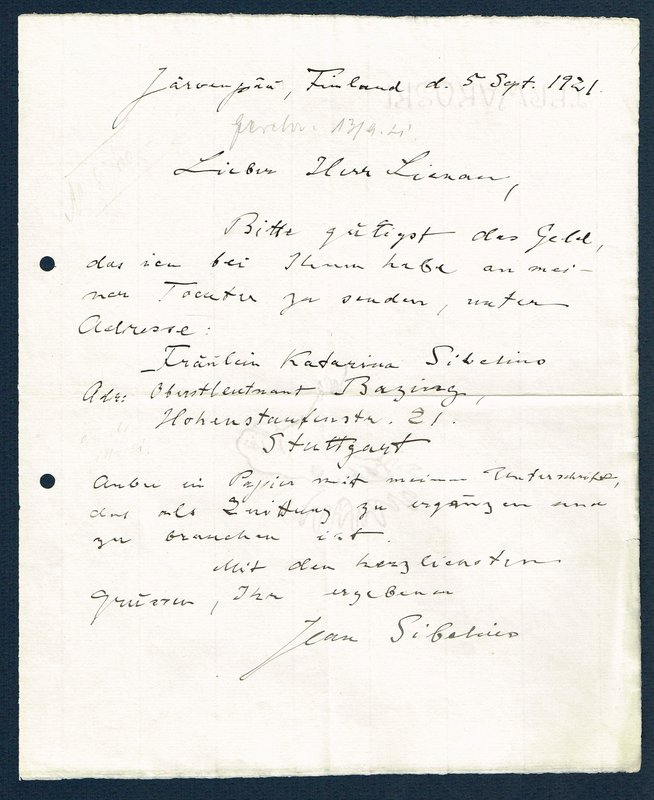 Järvenpää, Finland d. 5 Sept. 1921.
13/9.21
Lieber Herr Lienau,
Bitte gütigst das Geld,
das ich bei Ihnen habe an mei-
ner Tochter zu senden, unter
Adresse:
Fräulein Katarina Sibelius
Adr: Oberstleutnant Bazing,
Hohenstaufenstr. 21.
Stuttgart
Anbei ein Papier mit meiner Unterschrift,
das als Quittung zu ergänzen und
zu brauchen ist.
Mit den herzlichsten
Grüssen, Ihr ergebener
Jean Sibelius